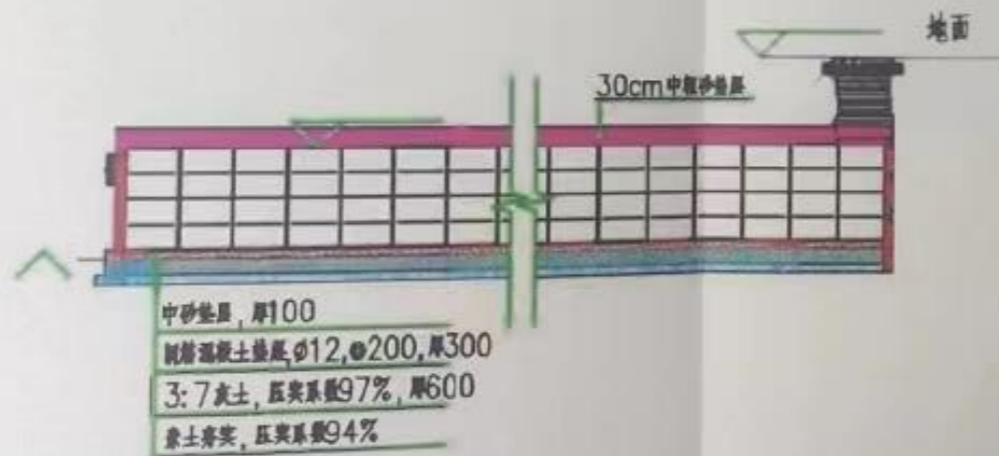 地面
30cm中粗砂垫层
中砂垫层,厚100
钢筋混凝土垫层,φ12,@200,厚300
3:7灰土,压实系数97%,厚600
素土夯实,压实系数94%